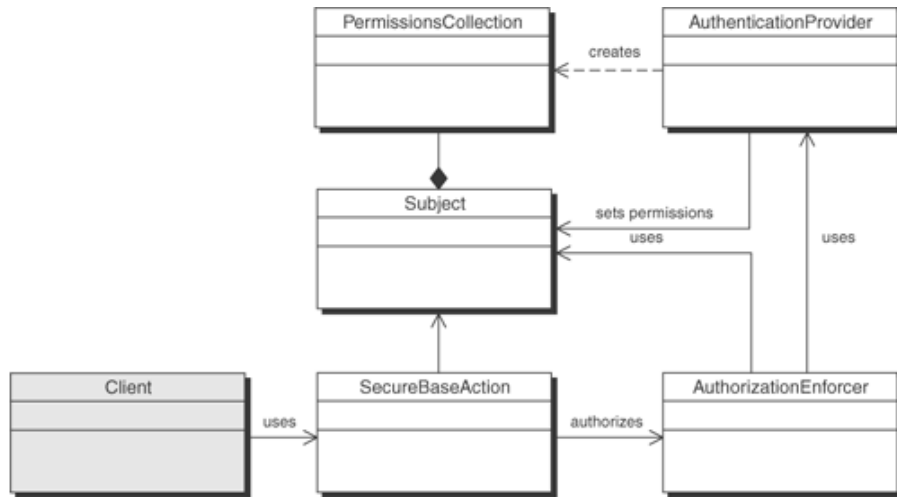 PermissionsCollection
AuthenticationProvider
creates
Subject
sets permissions
uses
uses
Client
SecureBaseAction
AuthorizationEnforcer
uses
authorizes